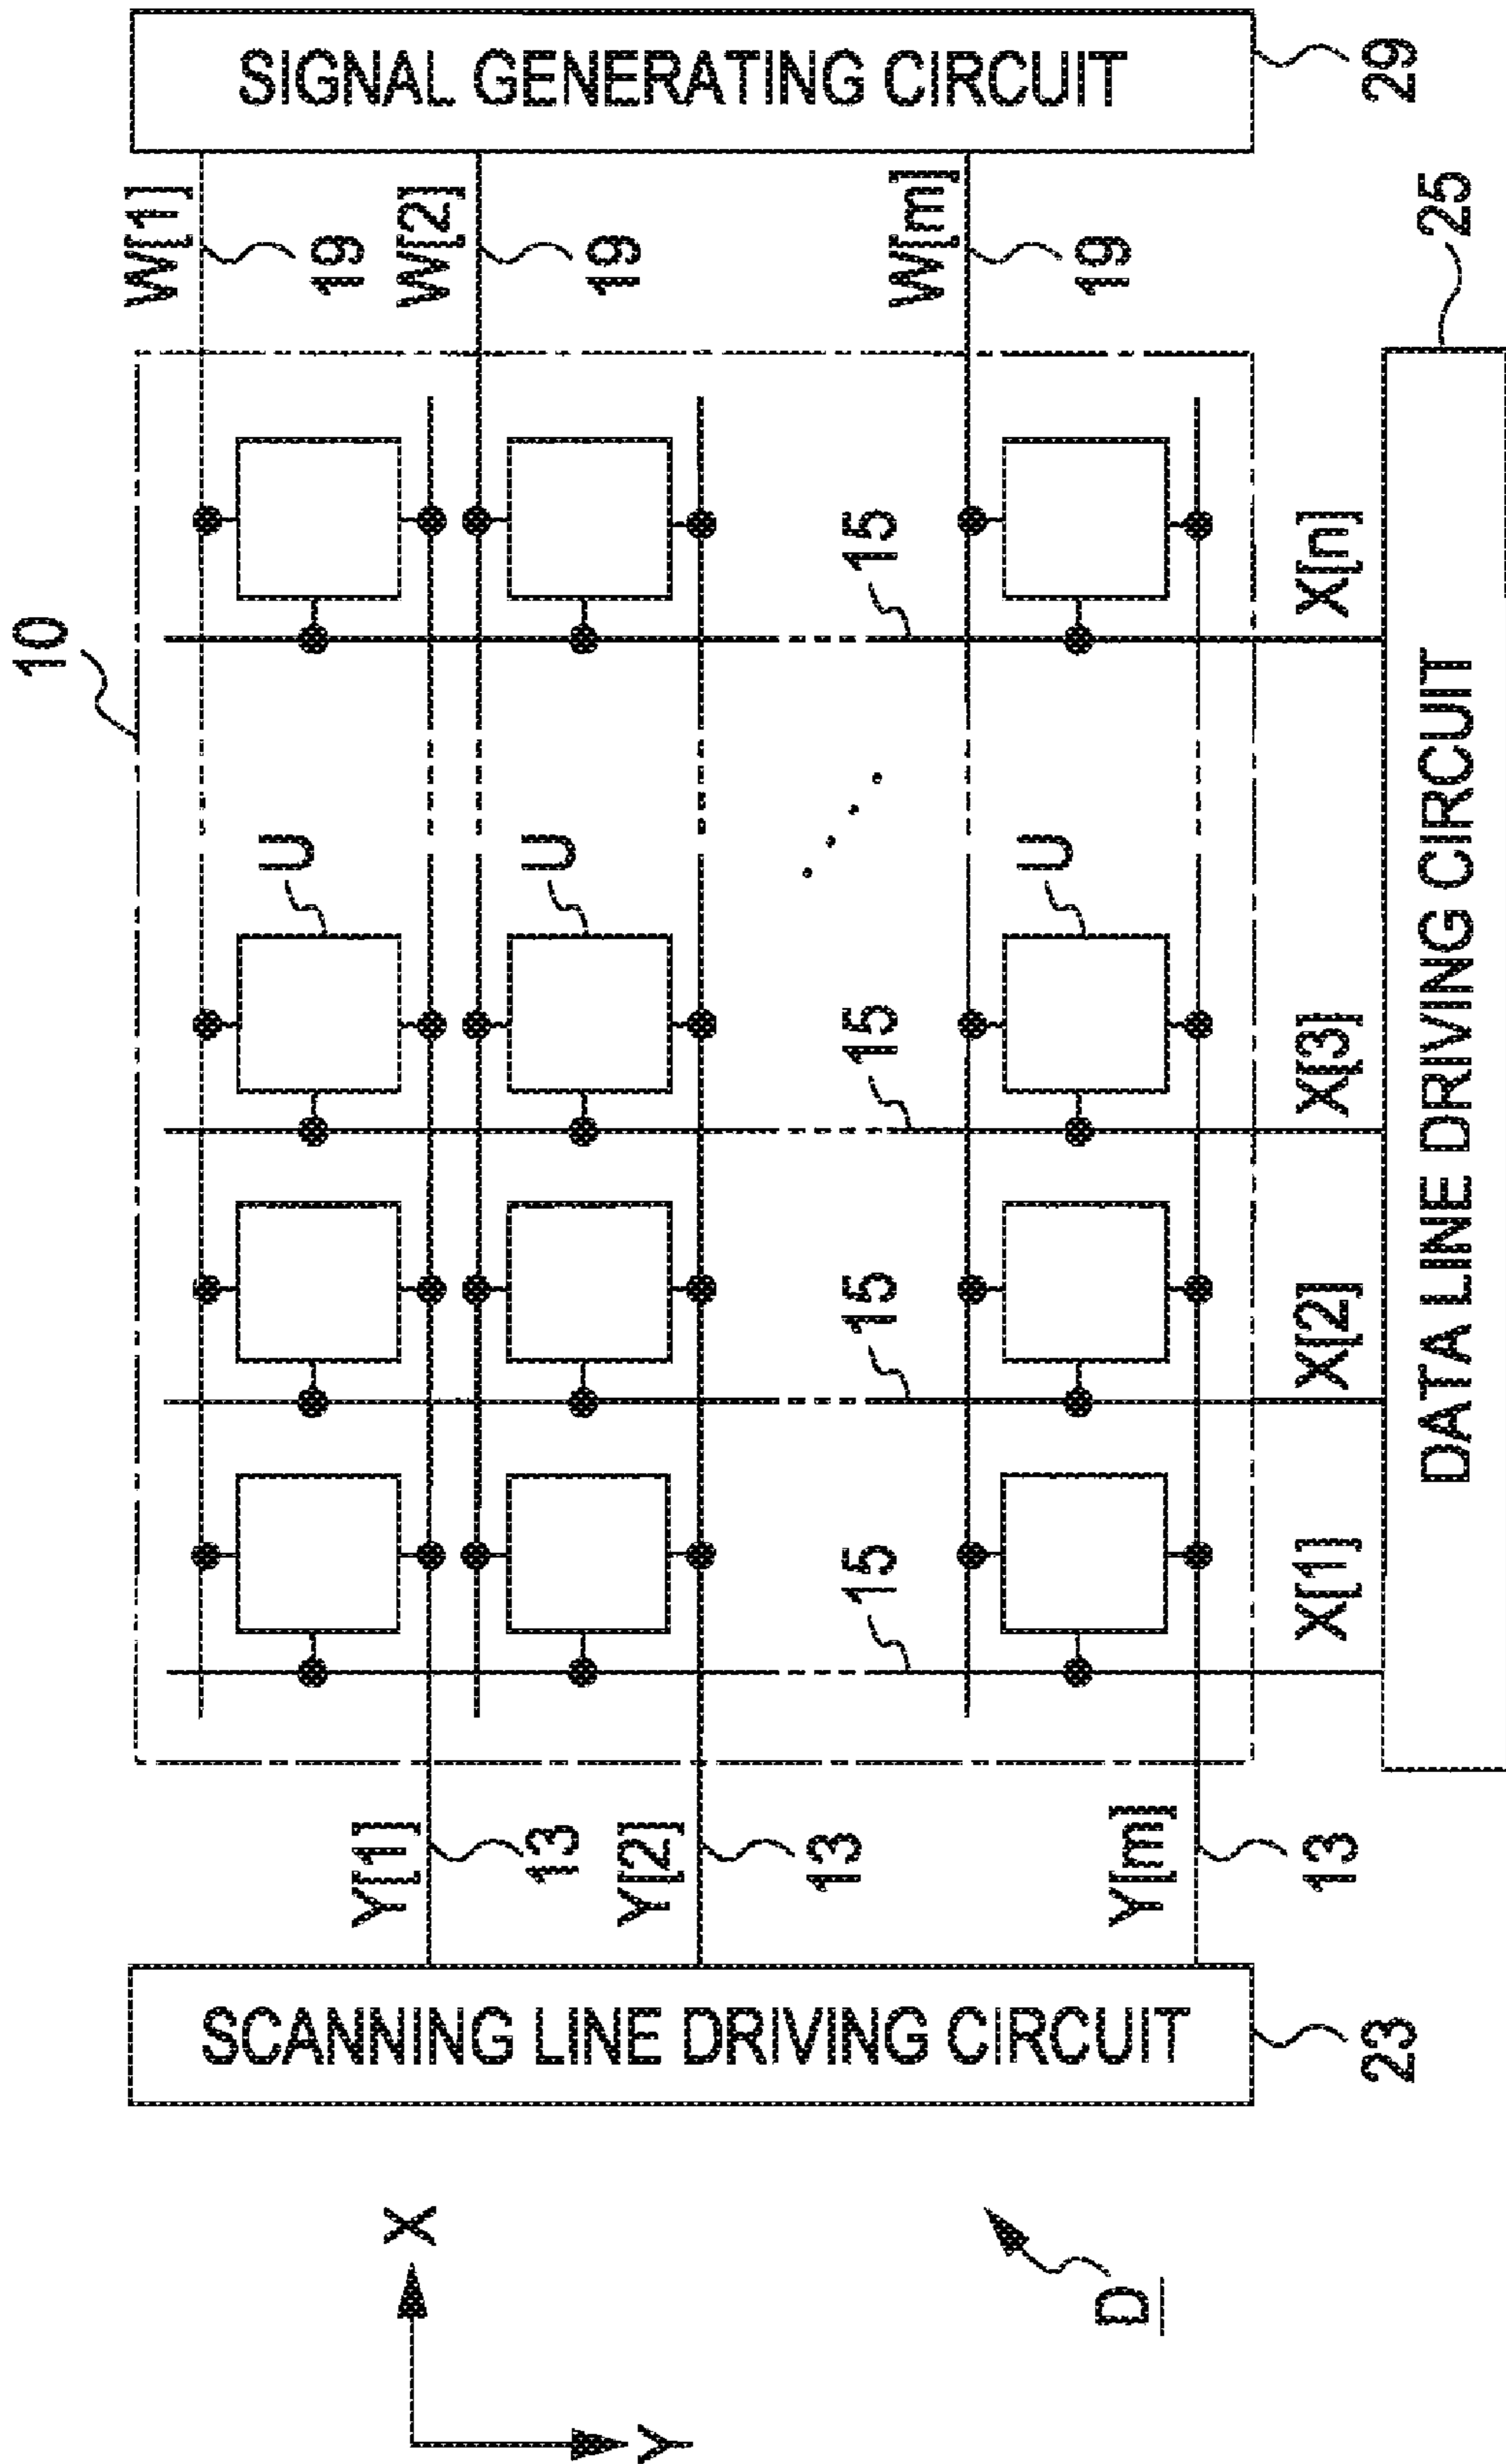 10
SCANNING LINE DRIVING CIRCUIT
23
SIGNAL GENERATING CIRCUIT
29
DATA LINE DRIVING CIRCUIT
25
W[1]
19
W[2]
19
W[m]
19
Y[1]
13
Y[2]
13
Y[m]
13
U
U
U
15
15
15
15
X[1]
X[2]
X[3]
X[n]
X
Y
D